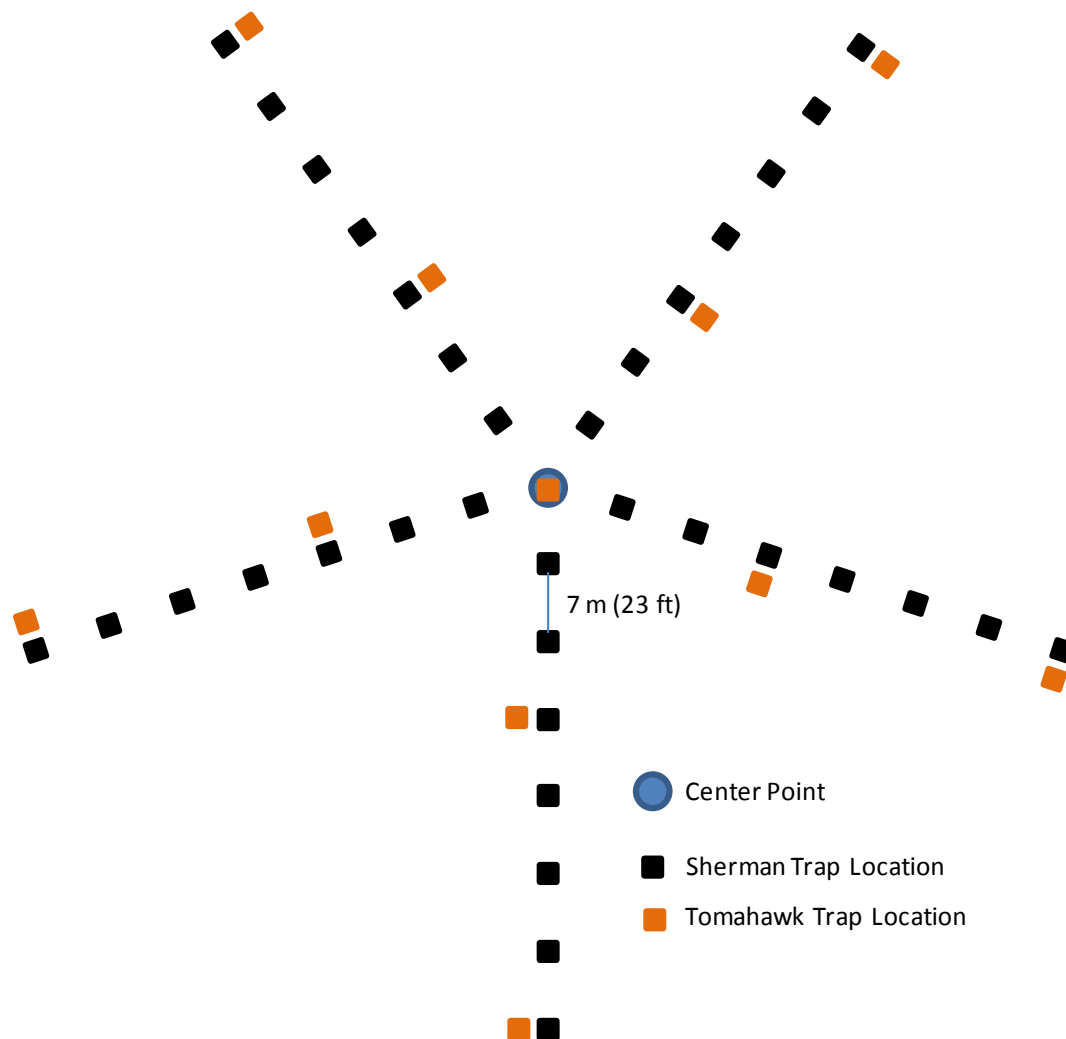 7 m (23 ft)
Center Point
Sherman Trap Location
Tomahawk Trap Location